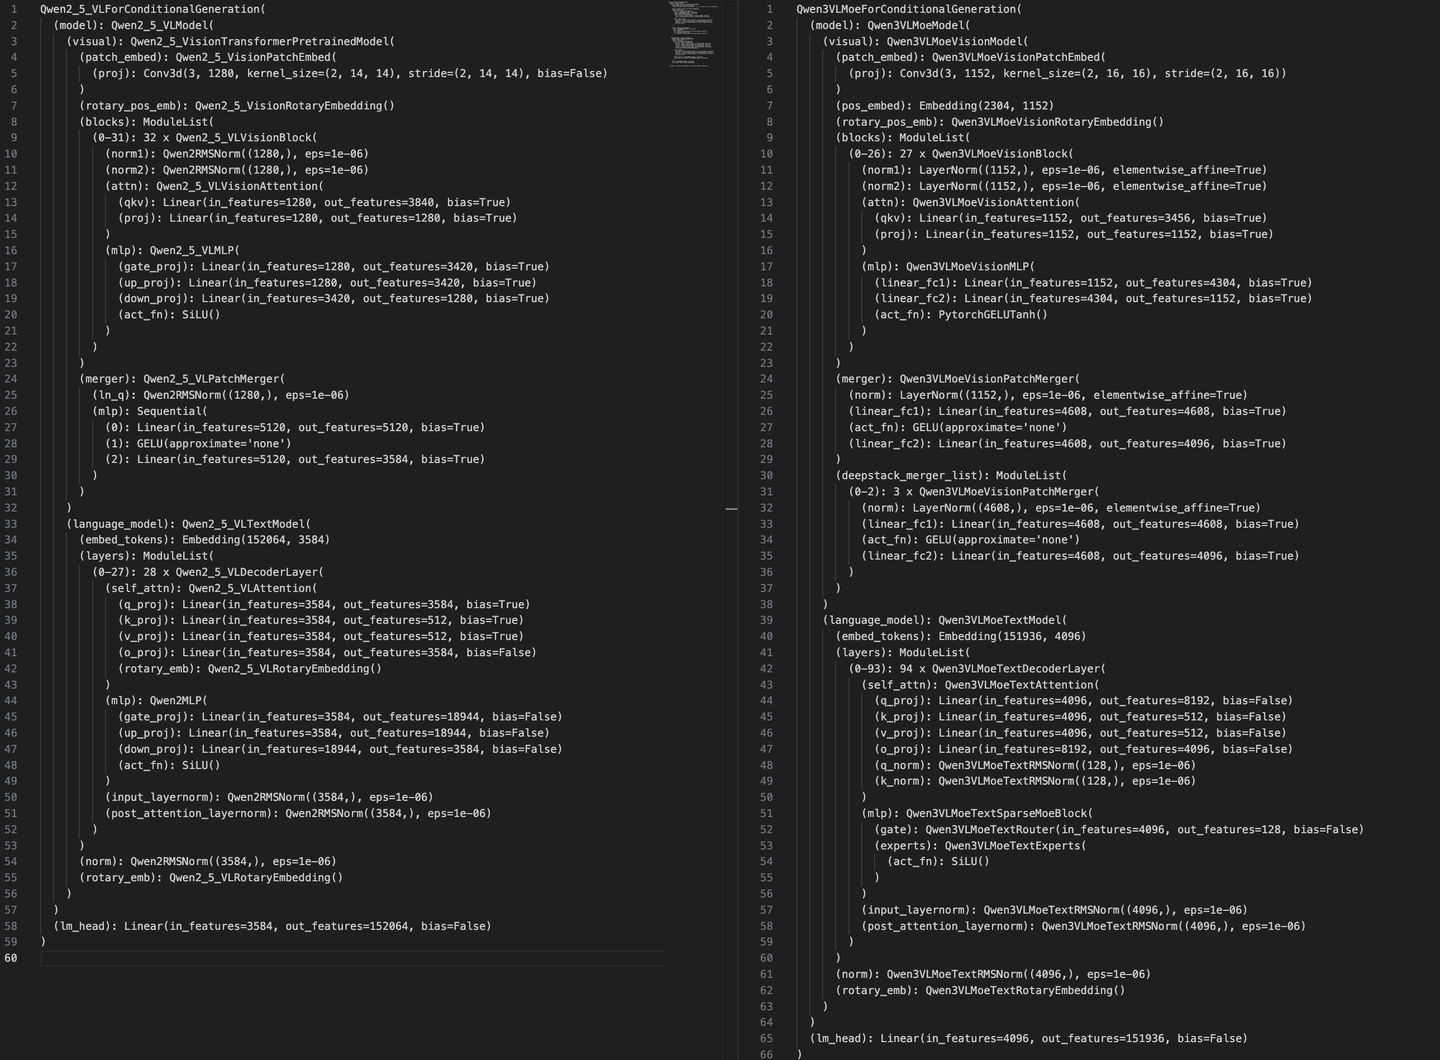 1 Qwen2_5_VLForConditionalGeneration(
2 (model): Qwen2_5_VLModel(
3 (visual): Qwen2_5_VisionTransformerPretrainedModel(
4 (patch_embed): Qwen2_5_VisionPatchEmbed(
5 (proj): Conv3d(3, 1280, kernel_size=(2, 14, 14), stride=(2, 14, 14), bias=False)
6 )
7 (rotary_pos_emb): Qwen2_5_VisionRotaryEmbedding()
8 (blocks): ModuleList(
9 (0-31): 32 x Qwen2_5_VLVisionBlock(
10 (norm1): Qwen2RMSNorm((1280,), eps=1e-06)
11 (norm2): Qwen2RMSNorm((1280,), eps=1e-06)
12 (attn): Qwen2_5_VLVisionAttention(
13 (qkv): Linear(in_features=1280, out_features=3840, bias=True)
14 (proj): Linear(in_features=1280, out_features=1280, bias=True)
15 )
16 (mlp): Qwen2_5_VLMLP(
17 (gate_proj): Linear(in_features=1280, out_features=3420, bias=True)
18 (up_proj): Linear(in_features=1280, out_features=3420, bias=True)
19 (down_proj): Linear(in_features=3420, out_features=1280, bias=True)
20 (act_fn): SiLU()
21 )
22 )
23 )
24 (merger): Qwen2_5_VLPatchMerger(
25 (ln_q): Qwen2RMSNorm((1280,), eps=1e-06)
26 (mlp): Sequential(
27 (0): Linear(in_features=5120, out_features=5120, bias=True)
28 (1): GELU(approximate='none')
29 (2): Linear(in_features=5120, out_features=3584, bias=True)
30 )
31 )
32 )
33 (language_model): Qwen2_5_VLTextModel(
34 (embed_tokens): Embedding(152064, 3584)
35 (layers): ModuleList(
36 (0-27): 28 x Qwen2_5_VLDecoderLayer(
37 (self_attn): Qwen2_5_VLAttention(
38 (q_proj): Linear(in_features=3584, out_features=3584, bias=True)
39 (k_proj): Linear(in_features=3584, out_features=512, bias=True)
40 (v_proj): Linear(in_features=3584, out_features=512, bias=True)
41 (o_proj): Linear(in_features=3584, out_features=3584, bias=False)
42 (rotary_emb): Qwen2_5_VLRotaryEmbedding()
43 )
44 (mlp): Qwen2MLP(
45 (gate_proj): Linear(in_features=3584, out_features=18944, bias=False)
46 (up_proj): Linear(in_features=3584, out_features=18944, bias=False)
47 (down_proj): Linear(in_features=18944, out_features=3584, bias=False)
48 (act_fn): SiLU()
49 )
50 (input_layernorm): Qwen2RMSNorm((3584,), eps=1e-06)
51 (post_attention_layernorm): Qwen2RMSNorm((3584,), eps=1e-06)
52 )
53 )
54 (norm): Qwen2RMSNorm((3584,), eps=1e-06)
55 (rotary_emb): Qwen2_5_VLRotaryEmbedding()
56 )
57 )
58 (lm_head): Linear(in_features=3584, out_features=152064, bias=False)
59 )
60
1 Qwen3VLMoeForConditionalGeneration(
2 (model): Qwen3VLMoeModel(
3 (visual): Qwen3VLMoeVisionModel(
4 (patch_embed): Qwen3VLMoeVisionPatchEmbed(
5 (proj): Conv3d(3, 1152, kernel_size=(2, 16, 16), stride=(2, 16, 16))
6 )
7 (pos_embed): Embedding(2304, 1152)
8 (rotary_pos_emb): Qwen3VLMoeVisionRotaryEmbedding()
9 (blocks): ModuleList(
10 (0-26): 27 x Qwen3VLMoeVisionBlock(
11 (norm1): LayerNorm((1152,), eps=1e-06, elementwise_affine=True)
12 (norm2): LayerNorm((1152,), eps=1e-06, elementwise_affine=True)
13 (attn): Qwen3VLMoeVisionAttention(
14 (qkv): Linear(in_features=1152, out_features=3456, bias=True)
15 (proj): Linear(in_features=1152, out_features=1152, bias=True)
16 )
17 (mlp): Qwen3VLMoeVisionMLP(
18 (linear_fc1): Linear(in_features=1152, out_features=4304, bias=True)
19 (linear_fc2): Linear(in_features=4304, out_features=1152, bias=True)
20 (act_fn): PytorchGELUTanh()
21 )
22 )
23 )
24 (merger): Qwen3VLMoeVisionPatchMerger(
25 (norm): LayerNorm((1152,), eps=1e-06, elementwise_affine=True)
26 (linear_fc1): Linear(in_features=4608, out_features=4608, bias=True)
27 (act_fn): GELU(approximate='none')
28 (linear_fc2): Linear(in_features=4608, out_features=4096, bias=True)
29 )
30 (deepstack_merger_list): ModuleList(
31 (0-2): 3 x Qwen3VLMoeVisionPatchMerger(
32 (norm): LayerNorm((4608,), eps=1e-06, elementwise_affine=True)
33 (linear_fc1): Linear(in_features=4608, out_features=4608, bias=True)
34 (act_fn): GELU(approximate='none')
35 (linear_fc2): Linear(in_features=4608, out_features=4096, bias=True)
36 )
37 )
38 )
39 (language_model): Qwen3VLMoeTextModel(
40 (embed_tokens): Embedding(151936, 4096)
41 (layers): ModuleList(
42 (0-93): 94 x Qwen3VLMoeTextDecoderLayer(
43 (self_attn): Qwen3VLMoeTextAttention(
44 (q_proj): Linear(in_features=4096, out_features=8192, bias=False)
45 (k_proj): Linear(in_features=4096, out_features=512, bias=False)
46 (v_proj): Linear(in_features=4096, out_features=512, bias=False)
47 (o_proj): Linear(in_features=8192, out_features=4096, bias=False)
48 (q_norm): Qwen3VLMoeTextRMSNorm((128,), eps=1e-06)
49 (k_norm): Qwen3VLMoeTextRMSNorm((128,), eps=1e-06)
50 )
51 (mlp): Qwen3VLMoeTextSparseMoeBlock(
52 (gate): Qwen3VLMoeTextRouter(in_features=4096, out_features=128, bias=False)
53 (experts): Qwen3VLMoeTextExperts(
54 (act_fn): SiLU()
55 )
56 )
57 (input_layernorm): Qwen3VLMoeTextRMSNorm((4096,), eps=1e-06)
58 (post_attention_layernorm): Qwen3VLMoeTextRMSNorm((4096,), eps=1e-06)
59 )
60 )
61 (norm): Qwen3VLMoeTextRMSNorm((4096,), eps=1e-06)
62 (rotary_emb): Qwen3VLMoeTextRotaryEmbedding()
63 )
64 )
65 (lm_head): Linear(in_features=4096, out_features=151936, bias=False)
66 )